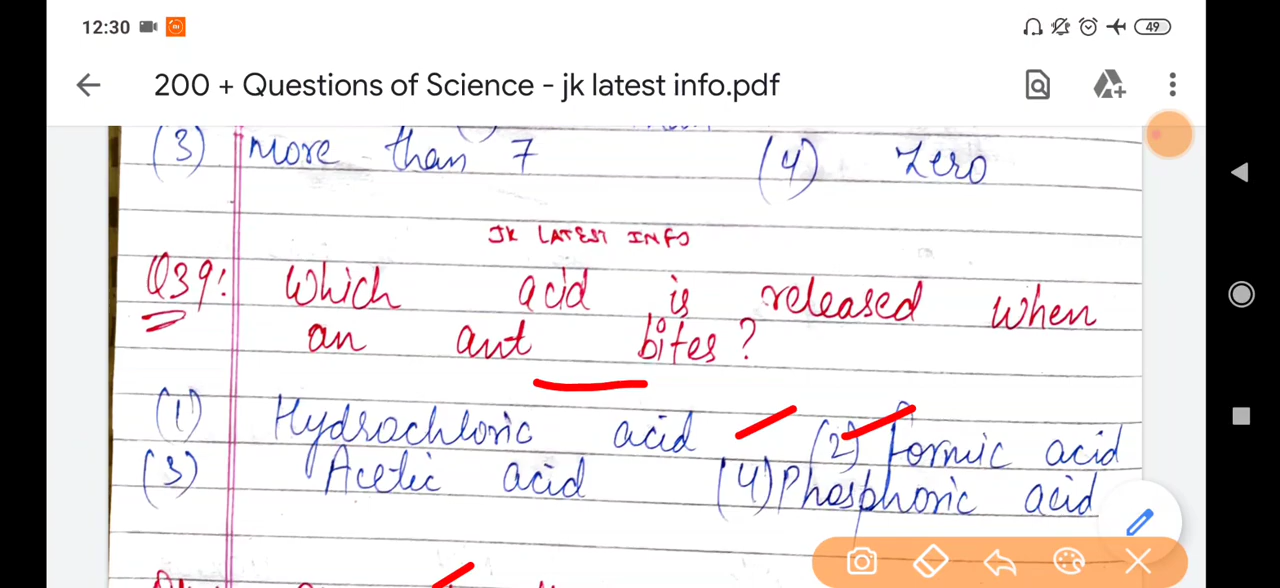 12:30
49
200 + Questions of Science - jk latest info.pdf
(3) More than 7 (4) Zero
JK LATEST INFO
Q39: Which acid is released when
an ant bites?
(1) Hydrochloric acid (2) formic acid
(3) Acetic acid (4) Phosphoric acid